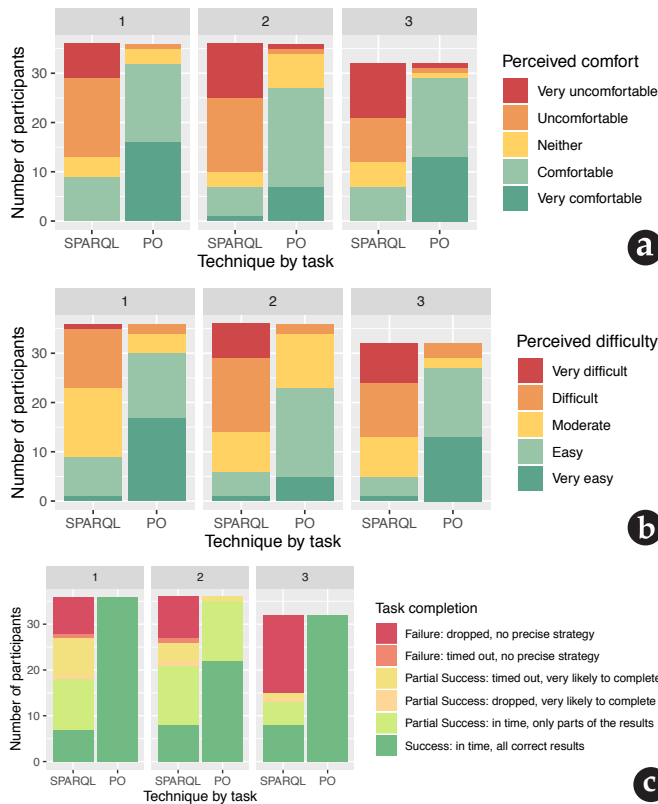 1 2 3
Number of participants
30
20
10
0
SPARQL PO SPARQL PO SPARQL PO
Technique by task
Perceived comfort
Very uncomfortable
Uncomfortable
Neither
Comfortable
Very comfortable
a
1 2 3
Number of participants
30
20
10
0
SPARQL PO SPARQL PO SPARQL PO
Technique by task
Perceived difficulty
Very difficult
Difficult
Moderate
Easy
Very easy
b
1 2 3
Number of participants
30
20
10
0
SPARQL PO SPARQL PO SPARQL PO
Technique by task
Task completion
Failure: dropped, no precise strategy
Failure: timed out, no precise strategy
Partial Success: timed out, very likely to complete
Partial Success: dropped, very likely to complete
Partial Success: in time, only parts of the results
Success: in time, all correct results
c